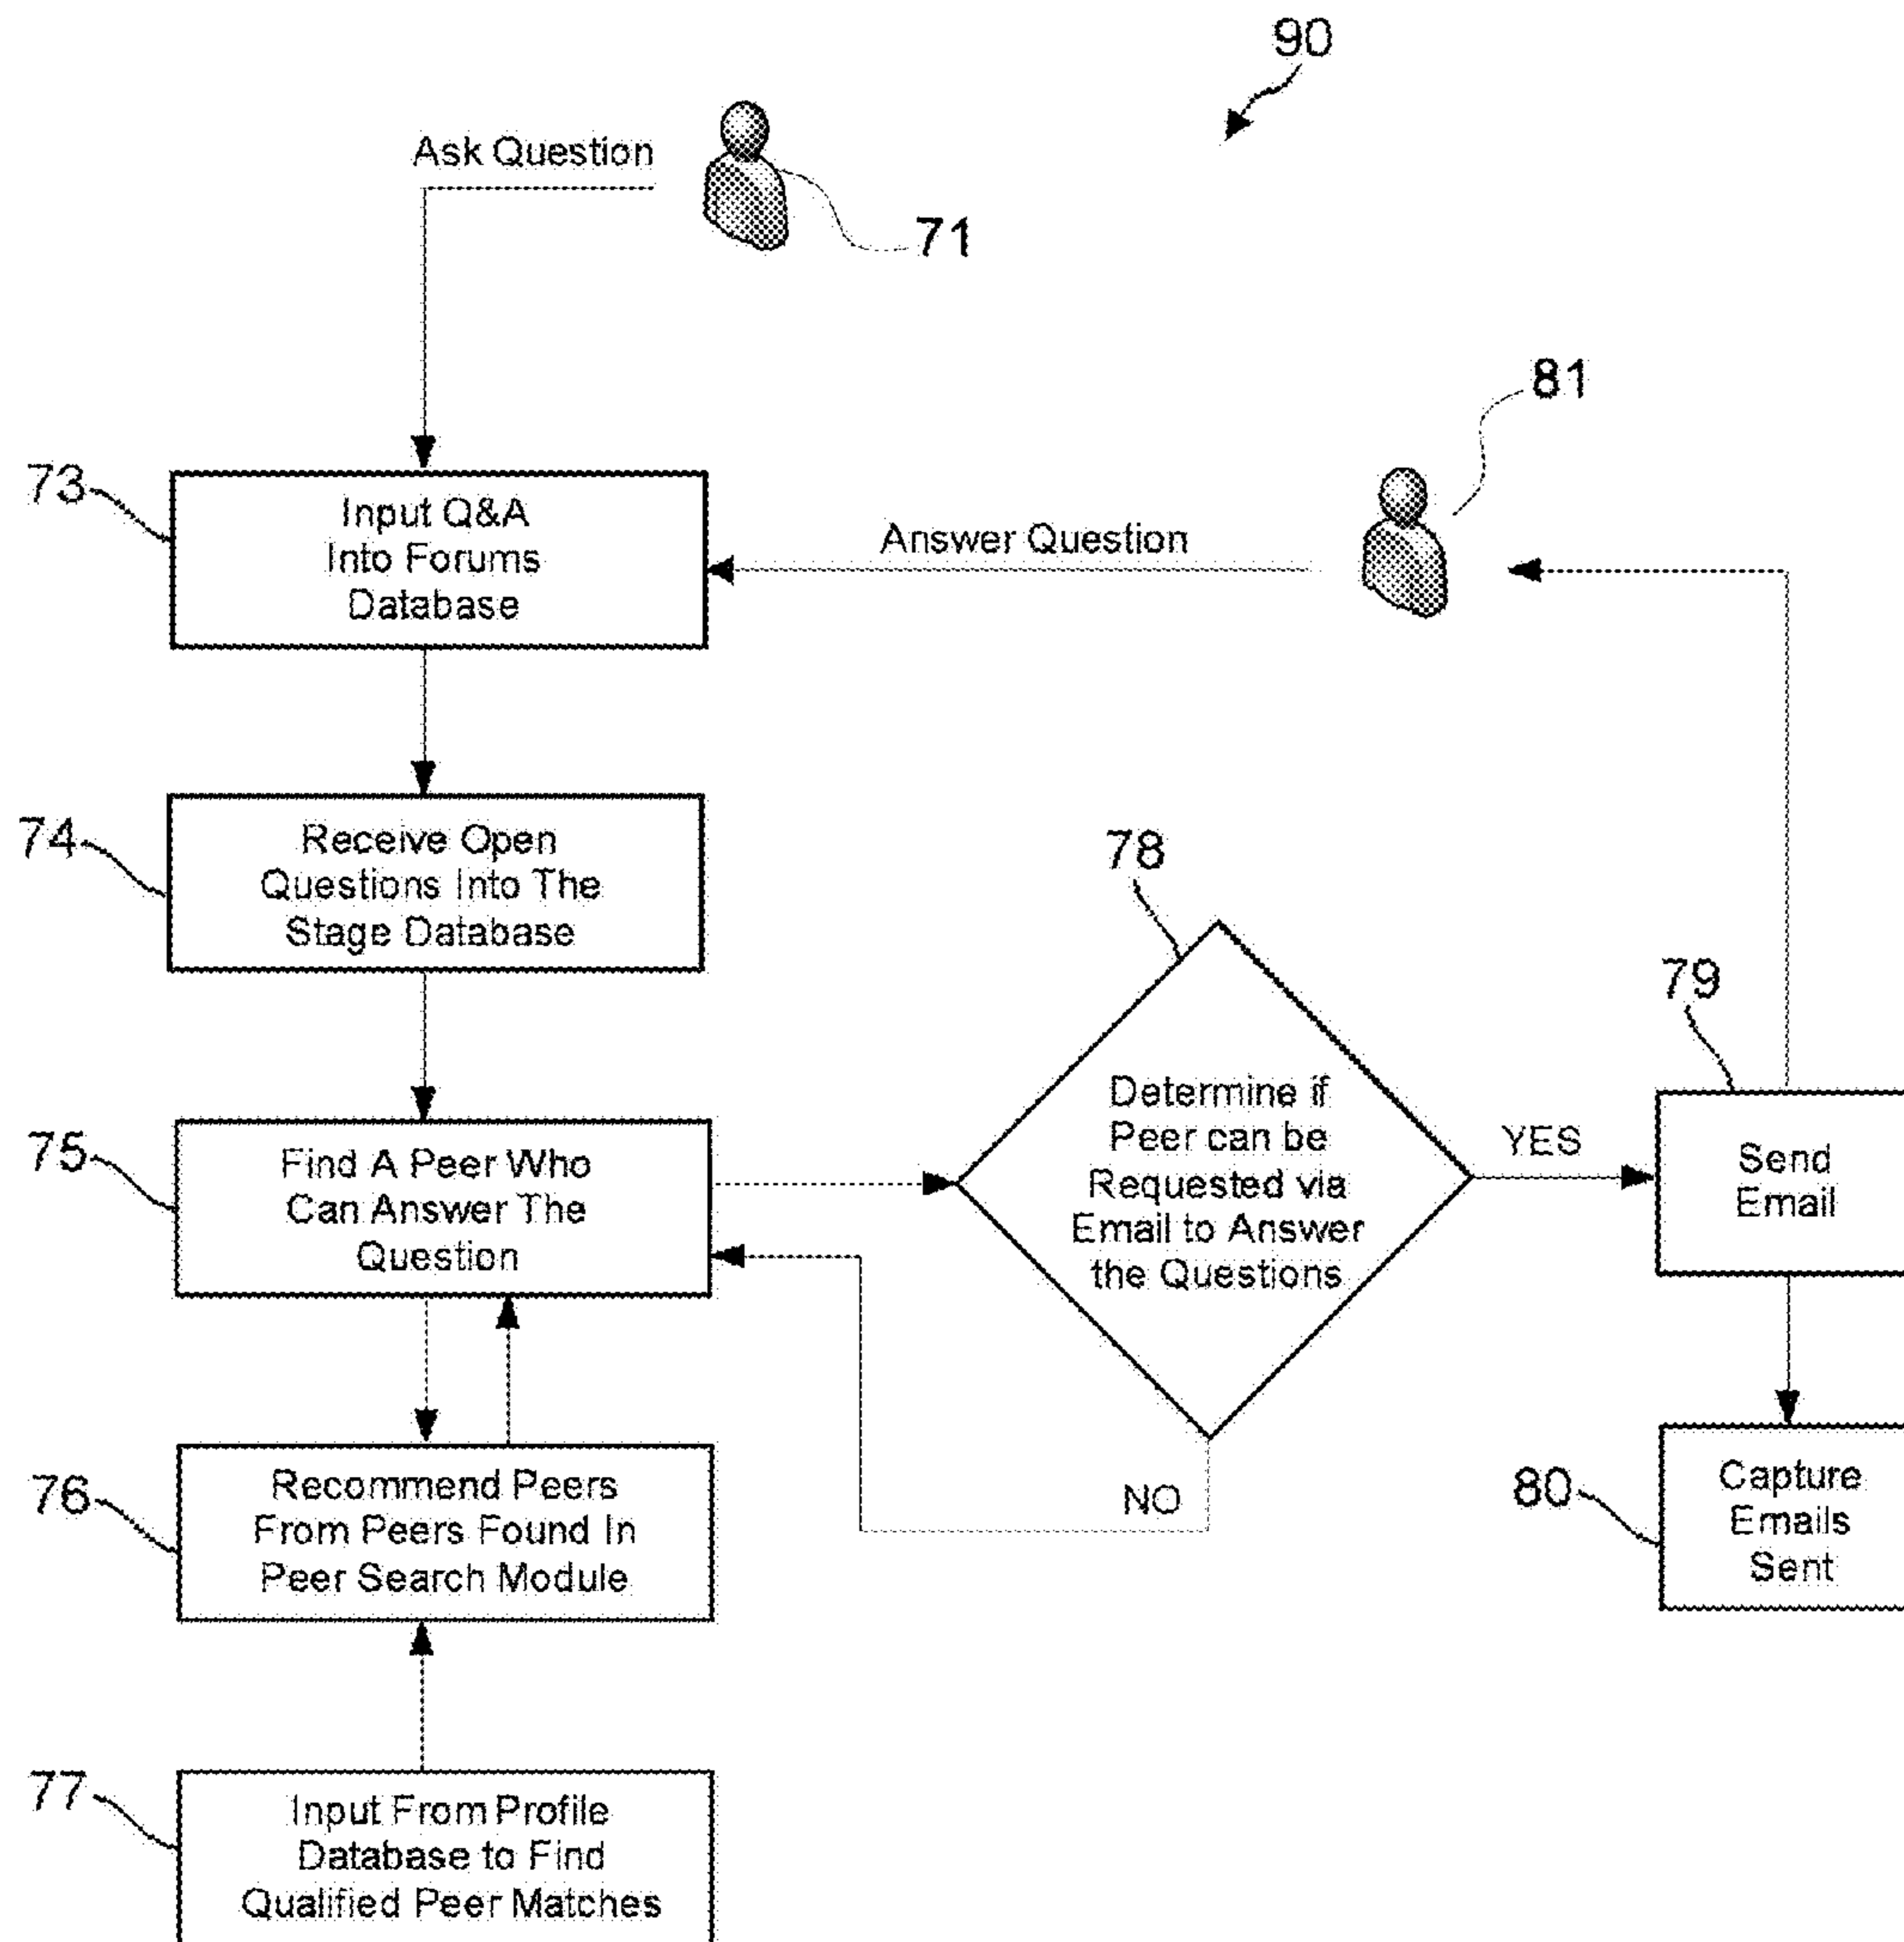 90
Ask Question
71
81
73
Input Q&A
Into Forums
Database
Answer Question
74
Receive Open
Questions Into The
Stage Database
78
79
75
Find A Peer Who
Can Answer The
Question
Determine if
Peer can be
Requested via
Email to Answer
the Questions
YES
Send
Email
76
Recommend Peers
From Peers Found In
Peer Search Module
NO
80
Capture
Emails
Sent
77
Input From Profile
Database to Find
Qualified Peer Matches